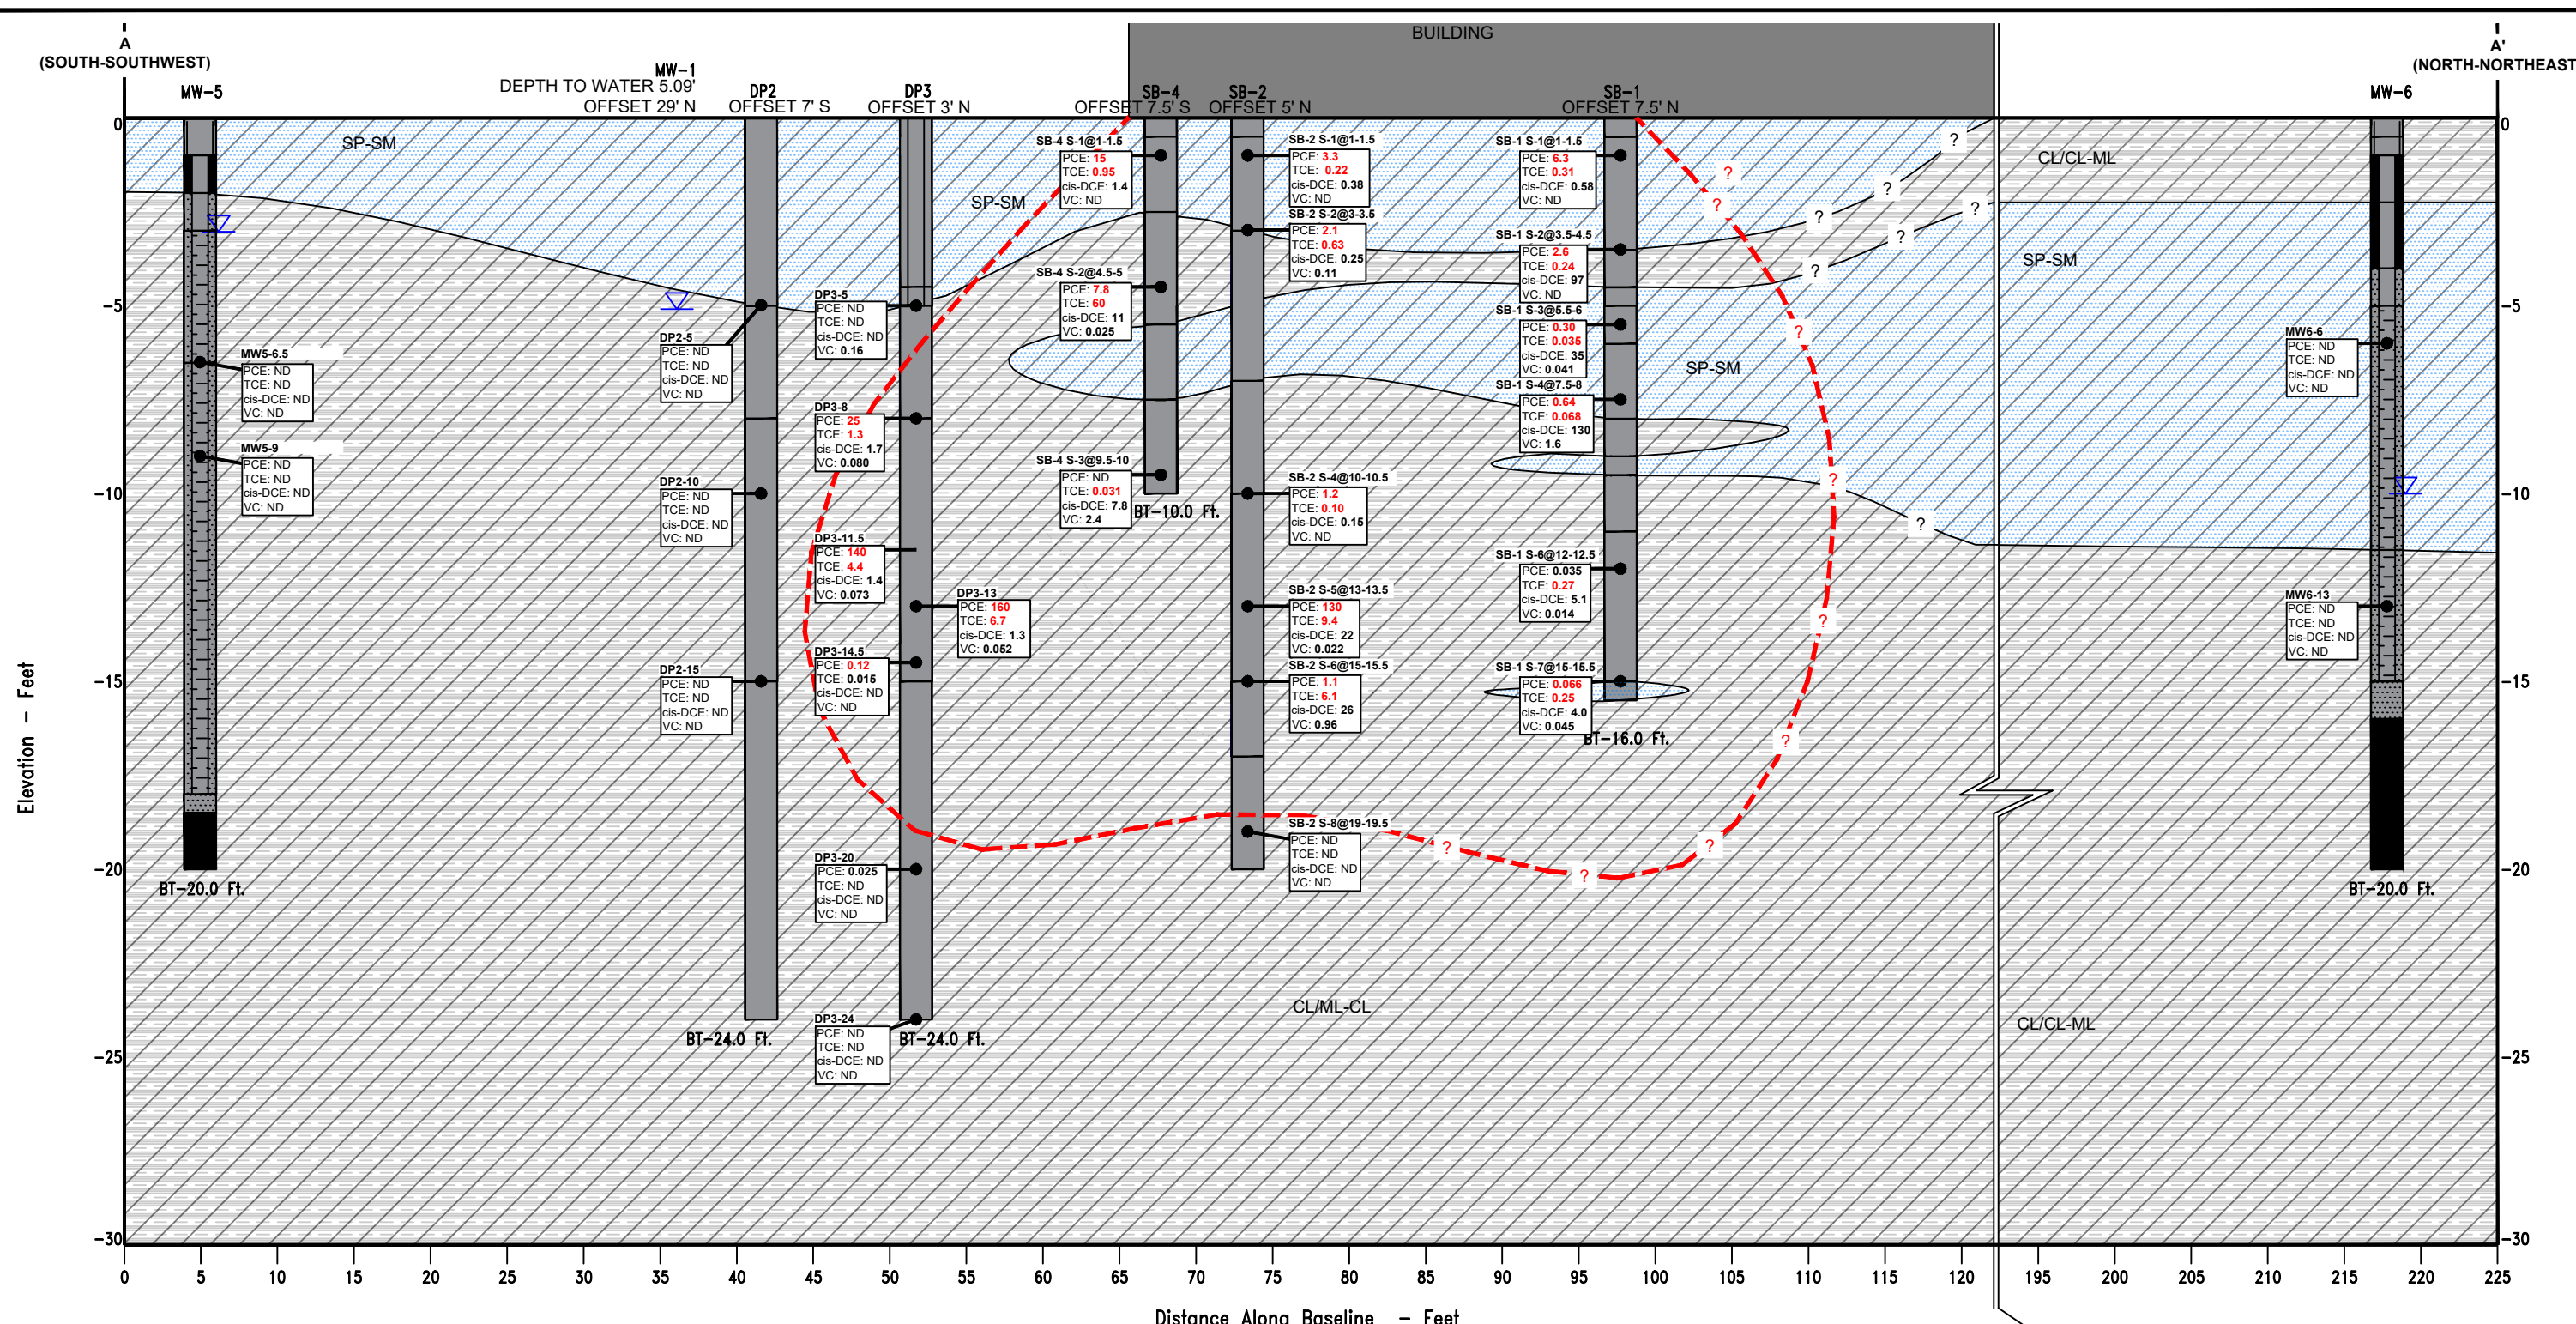 BUILDING
A
(SOUTH-SOUTHWEST)
A'
(NORTH-NORTHEAST
MW-5
MW-1
DEPTH TO WATER 5.09'
OFFSET 29' N
DP2
OFFSET 7' S
DP3
OFFSET 3' N
SB-4
OFFSET 7.5' S
SB-2
OFFSET 5' N
SB-1
OFFSET 7.5' N
MW-6
0
-5
-10
-15
-20
-25
-30
Elevation - Feet
SP-SM
SP-SM
SP-SM
CL/CL-ML
SP-SM
CL/ML-CL
CL/CL-ML
MW5-6.5
PCE: ND
TCE: ND
cis-DCE: ND
VC: ND
MW5-9
PCE: ND
TCE: ND
cis-DCE: ND
VC: ND
BT-20.0 Ft.
DP2-5
PCE: ND
TCE: ND
cis-DCE: ND
VC: ND
DP2-10
PCE: ND
TCE: ND
cis-DCE: ND
VC: ND
DP2-15
PCE: ND
TCE: ND
cis-DCE: ND
VC: ND
BT-24.0 Ft.
DP3-5
PCE: ND
TCE: ND
cis-DCE: ND
VC: 0.16
DP3-8
PCE: 25
TCE: 1.3
cis-DCE: 1.7
VC: 0.080
DP3-11.5
PCE: 140
TCE: 4.4
cis-DCE: 1.4
VC: 0.073
DP3-13
PCE: 160
TCE: 6.7
cis-DCE: 1.3
VC: 0.052
DP3-14.5
PCE: 0.12
TCE: 0.015
cis-DCE: ND
VC: ND
DP3-20
PCE: 0.025
TCE: ND
cis-DCE: ND
VC: ND
DP3-24
PCE: ND
TCE: ND
cis-DCE: ND
VC: ND
BT-24.0 Ft.
SB-4 S-1@1-1.5
PCE: 15
TCE: 0.95
cis-DCE: 1.4
VC: ND
SB-4 S-2@4.5-5
PCE: 7.8
TCE: 60
cis-DCE: 11
VC: 0.025
SB-4 S-3@9.5-10
PCE: ND
TCE: 0.031
cis-DCE: 7.8
VC: 2.4
BT-10.0 Ft.
SB-2 S-1@1-1.5
PCE: 3.3
TCE: 0.22
cis-DCE: 0.38
VC: ND
SB-2 S-2@3-3.5
PCE: 2.1
TCE: 0.63
cis-DCE: 0.25
VC: 0.11
SB-2 S-4@10-10.5
PCE: 1.2
TCE: 0.10
cis-DCE: 0.15
VC: ND
SB-2 S-5@13-13.5
PCE: 130
TCE: 9.4
cis-DCE: 22
VC: 0.022
SB-2 S-6@15-15.5
PCE: 1.1
TCE: 6.1
cis-DCE: 26
VC: 0.96
SB-2 S-8@19-19.5
PCE: ND
TCE: ND
cis-DCE: ND
VC: ND
SB-1 S-1@1-1.5
PCE: 6.3
TCE: 0.31
cis-DCE: 0.58
VC: ND
SB-1 S-2@3.5-4.5
PCE: 2.6
TCE: 0.24
cis-DCE: 97
VC: ND
SB-1 S-3@5.5-6
PCE: 0.30
TCE: 0.035
cis-DCE: 35
VC: 0.041
SB-1 S-4@7.5-8
PCE: 0.64
TCE: 0.068
cis-DCE: 130
VC: 1.6
SB-1 S-6@12-12.5
PCE: 0.035
TCE: 0.27
cis-DCE: 5.1
VC: 0.014
SB-1 S-7@15-15.5
PCE: 0.066
TCE: 0.25
cis-DCE: 4.0
VC: 0.045
BT-16.0 Ft.
? ? ? ?
? ? ?
?
? ? ? ? ? ? ? ? ? ?
MW6-6
PCE: ND
TCE: ND
cis-DCE: ND
VC: ND
MW6-13
PCE: ND
TCE: ND
cis-DCE: ND
VC: ND
BT-20.0 Ft.
0
-5
-10
-15
-20
-25
-30
0 5 10 15 20 25 30 35 40 45 50 55 60 65 70 75 80 85 90 95 100 105 110 115 120 195 200 205 210 215 220 225
Distance Along Baseline - Feet